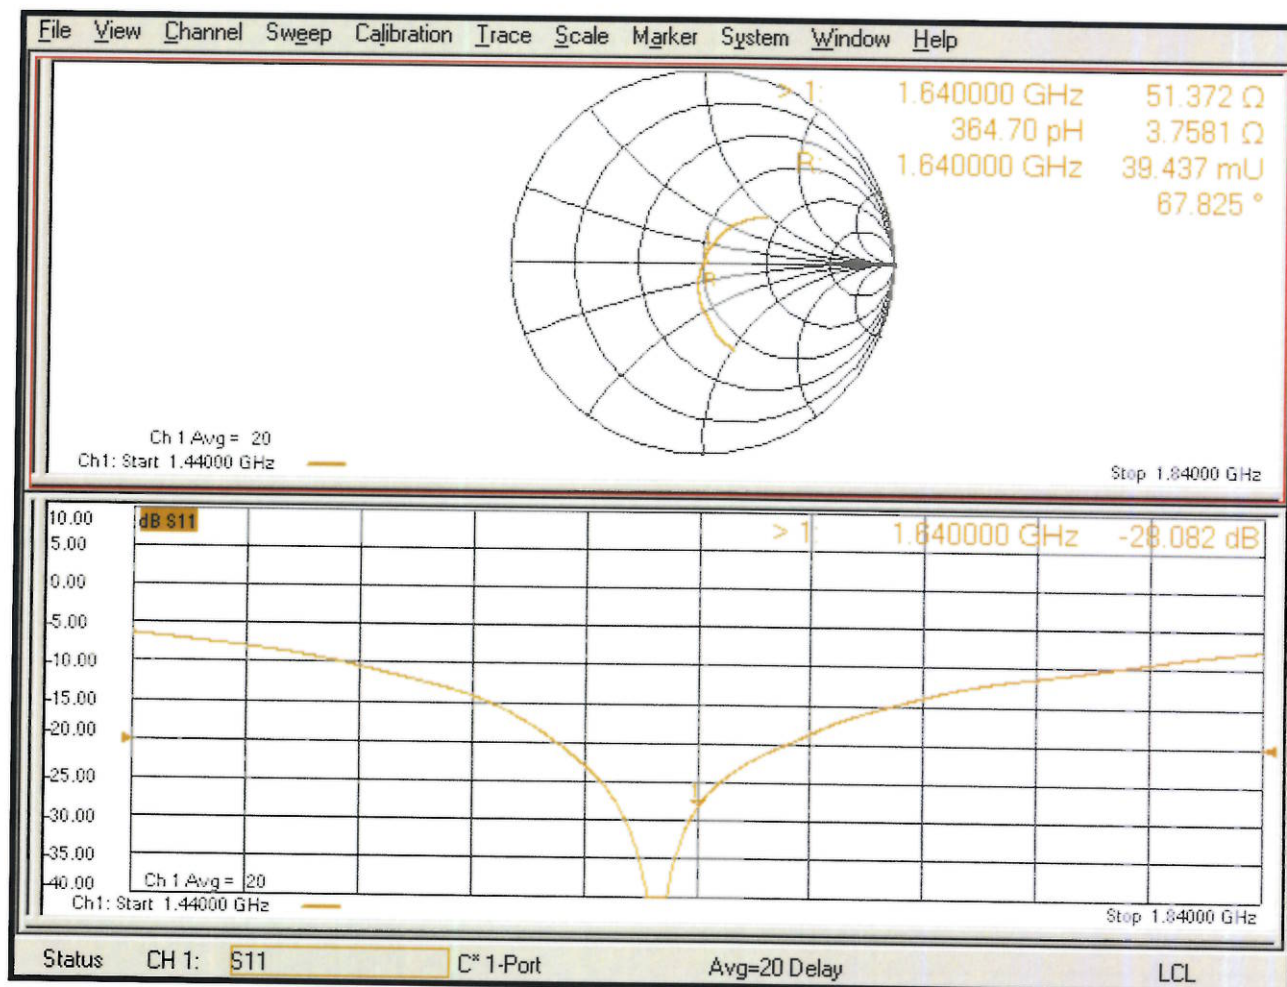 File View Channel Sweep Calibration Trace Scale Marker System Window Help
> 1: 1.640000 GHz 51.372 Ω
364.70 pH 3.7581 Ω
R: 1.640000 GHz 39.437 mU
67.825 °
R
Ch 1 Avg = 20
Ch1: Start 1.44000 GHz
Stop 1.84000 GHz
10.00
dB S11
> 1: 1.640000 GHz -28.082 dB
5.00
0.00
-5.00
-10.00
-15.00
-20.00
-25.00
1
-30.00
-35.00
-40.00
Ch 1 Avg = 20
Ch1: Start 1.44000 GHz
Stop 1.84000 GHz
Status CH 1: S11 C* 1-Port Avg=20 Delay LCL